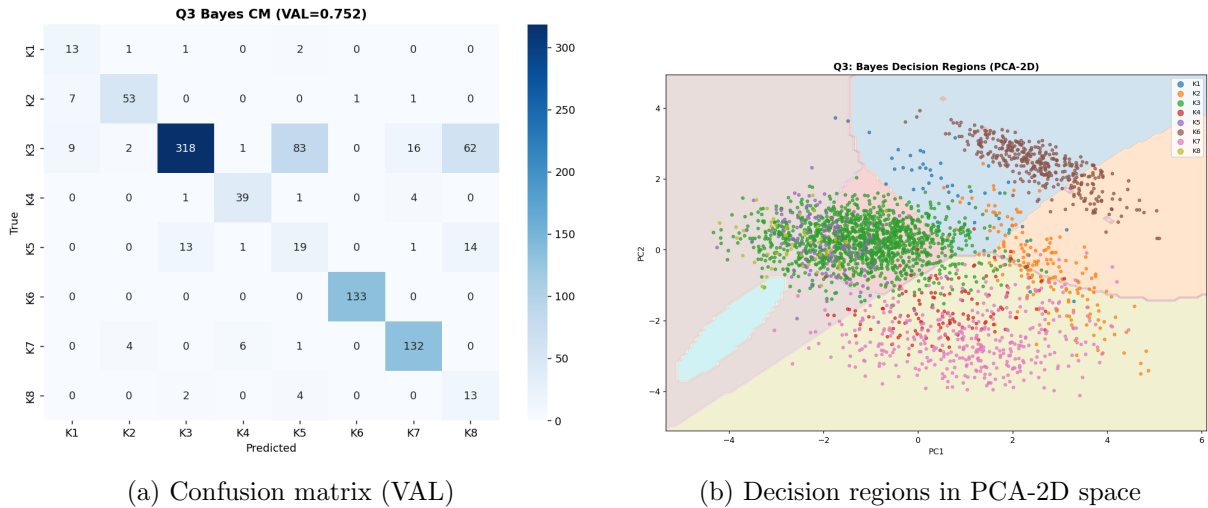 Q3 Bayes CM (VAL=0.752)
K1 13 1 1 0 2 0 0 0
K2 7 53 0 0 0 1 1 0
K3 9 2 318 1 83 0 16 62
K4 0 0 1 39 1 0 4 0
K5 0 0 13 1 19 0 1 14
K6 0 0 0 0 0 133 0 0
K7 0 4 0 6 1 0 132 0
K8 0 0 2 0 4 0 0 13
K1 K2 K3 K4 K5 K6 K7 K8
Predicted
True
300
250
200
150
100
50
0
(a) Confusion matrix (VAL)
Q3: Bayes Decision Regions (PCA-2D)
K1
K2
K3
K4
K5
K6
K7
K8
4
2
0
−2
−4
PC2
−4 −2 0 2 4 6
PC1
(b) Decision regions in PCA-2D space